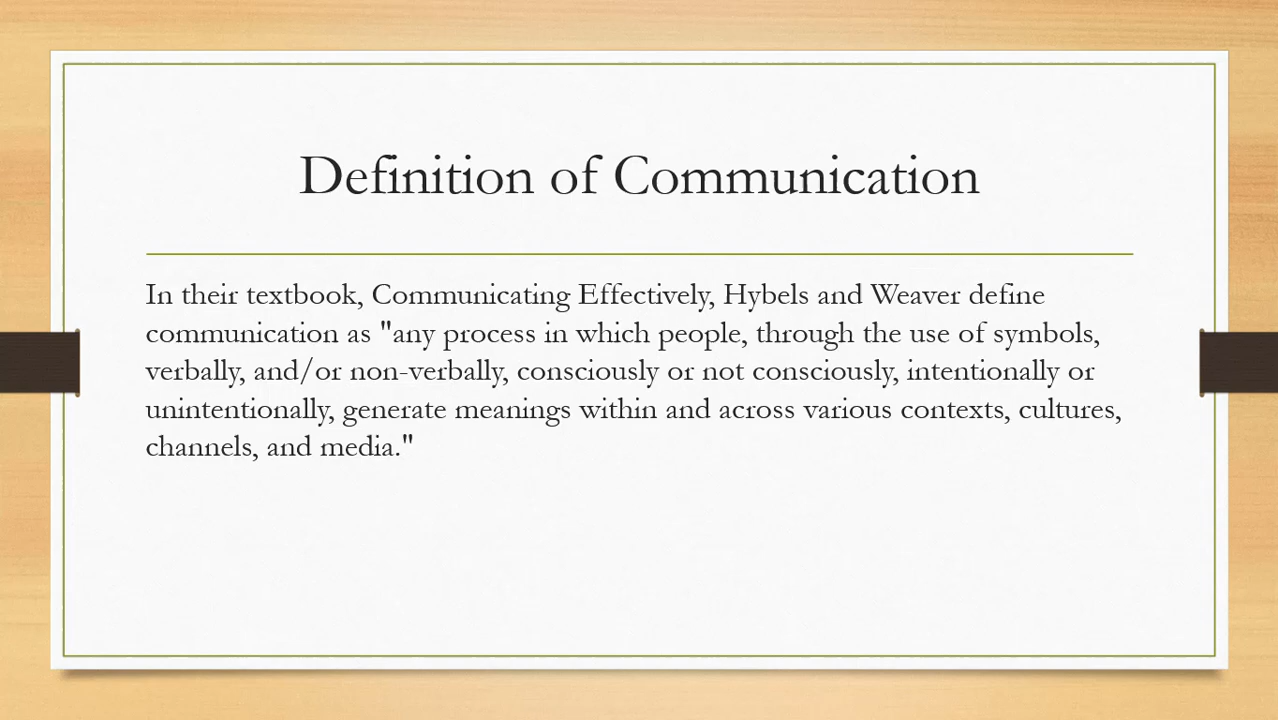 Definition of Communication
In their textbook, Communicating Effectively, Hybels and Weaver define
communication as "any process in which people, through the use of symbols,
verbally, and/or non-verbally, consciously or not consciously, intentionally or
unintentionally, generate meanings within and across various contexts, cultures,
channels, and media."